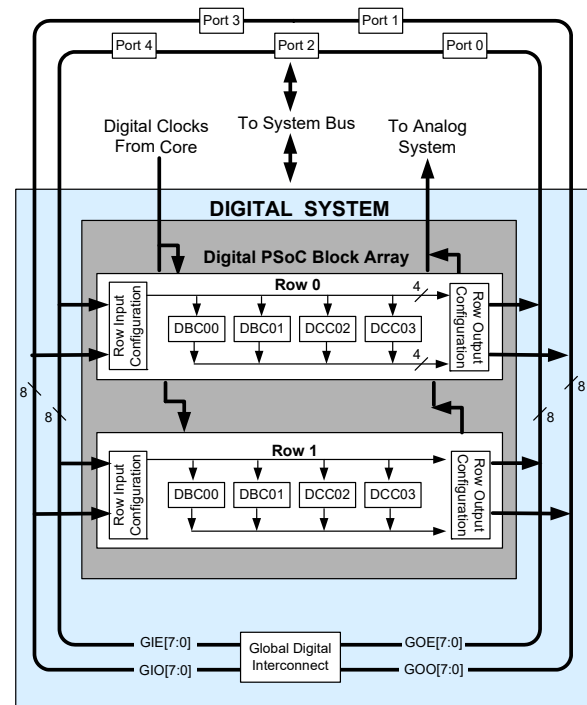 Port 3
Port 1
Port 4
Port 2
Port 0
Digital Clocks
From Core
To System Bus
To Analog
System
DIGITAL SYSTEM
Digital PSoC Block Array
Row Input
Configuration
Row 0
4
DBC00
DBC01
DCC02
DCC03
4
Row Output
Configuration
8
8
8
8
Row Input
Configuration
Row 1
DBC00
DBC01
DCC02
DCC03
Row Output
Configuration
GIE[7:0]
GIO[7:0]
Global Digital
Interconnect
GOE[7:0]
GOO[7:0]